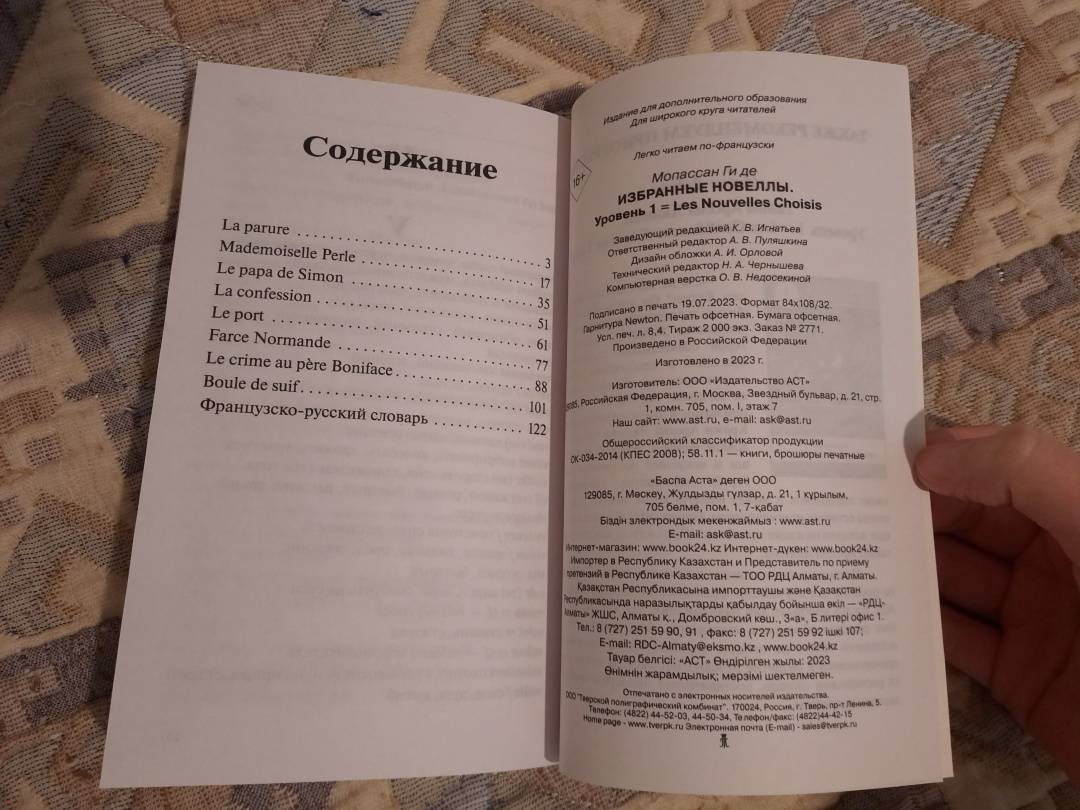 Содержание
La parure ........................ 3
Mademoiselle Perle ........................ 17
Le papa de Simon ........................ 35
La confession ........................ 51
Le port ........................ 61
Farce Normande ........................ 77
Le crime au père Boniface ........................ 88
Boule de suif ........................ 101
Французско-русский словарь ........................ 122
Издание для дополнительного образования
Для широкого круга читателей
Легко читаем по-французски
16+
Мопассан Ги де
ИЗБРАННЫЕ НОВЕЛЛЫ.
Уровень 1 = Les Nouvelles Choisis
Заведующий редакцией К. В. Игнатьев
Ответственный редактор А. В. Пуляшкина
Дизайн обложки А. И. Орловой
Технический редактор Н. А. Чернышева
Компьютерная верстка О. В. Недосекиной
Подписано в печать 19.07.2023. Формат 84x108/32.
Гарнитура Newton. Печать офсетная. Бумага офсетная.
Усл. печ. л. 8,4. Тираж 2 000 экз. Заказ № 2771.
Произведено в Российской Федерации
Изготовлено в 2023 г.
Изготовитель: ООО «Издательство АСТ»
129085, Российская Федерация, г. Москва, Звездный бульвар, д. 21, стр.
1, комн. 705, пом. I, этаж 7
Наш сайт: www.ast.ru, e-mail: ask@ast.ru
Общероссийский классификатор продукции
ОК-034-2014 (КПЕС 2008); 58.11.1 — книги, брошюры печатные
«Баспа Аста» деген ООО
129085, г. Мәскеу, Жулдызды гүлзар, д. 21, 1 құрылым,
705 бөлме, пом. 1, 7-қабат
Біздін электрондык мекенжаймыз : www.ast.ru
E-mail: ask@ast.ru
Интернет-магазин: www.book24.kz Интернет-дүкен: www.book24.kz
Импортер в Республику Казахстан и Представитель по приему
претензий в Республике Казахстан — ТОО РДЦ Алматы, г. Алматы.
Қазақстан Республикасына импорттаушы және Қазақстан
Республикасында наразылықтарды қабылдау бойынша өкіл — «РДЦ-
Алматы» ЖШС, Алматы қ., Домбровский көш., 3«а», Б литері офис 1.
Тел.: 8 (727) 251 59 90, 91 , факс: 8 (727) 251 59 92 ішкі 107;
E-mail: RDC-Almaty@eksmo.kz , www.book24.kz
Тауар белгісі: «АСТ» Өндірілген жылы: 2023
Өнімнін жарамдылық; мерзімі шектелмеген.
Отпечатано с электронных носителей издательства.
ООО "Тверской полиграфический комбинат". 170024, Россия, г. Тверь, пр-т Ленина, 5.
Телефон: (4822) 44-52-03, 44-50-34, Телефон/факс: (4822)44-42-15
Home page - www.tverpk.ru Электронная почта (E-mail) - sales@tverpk.ru